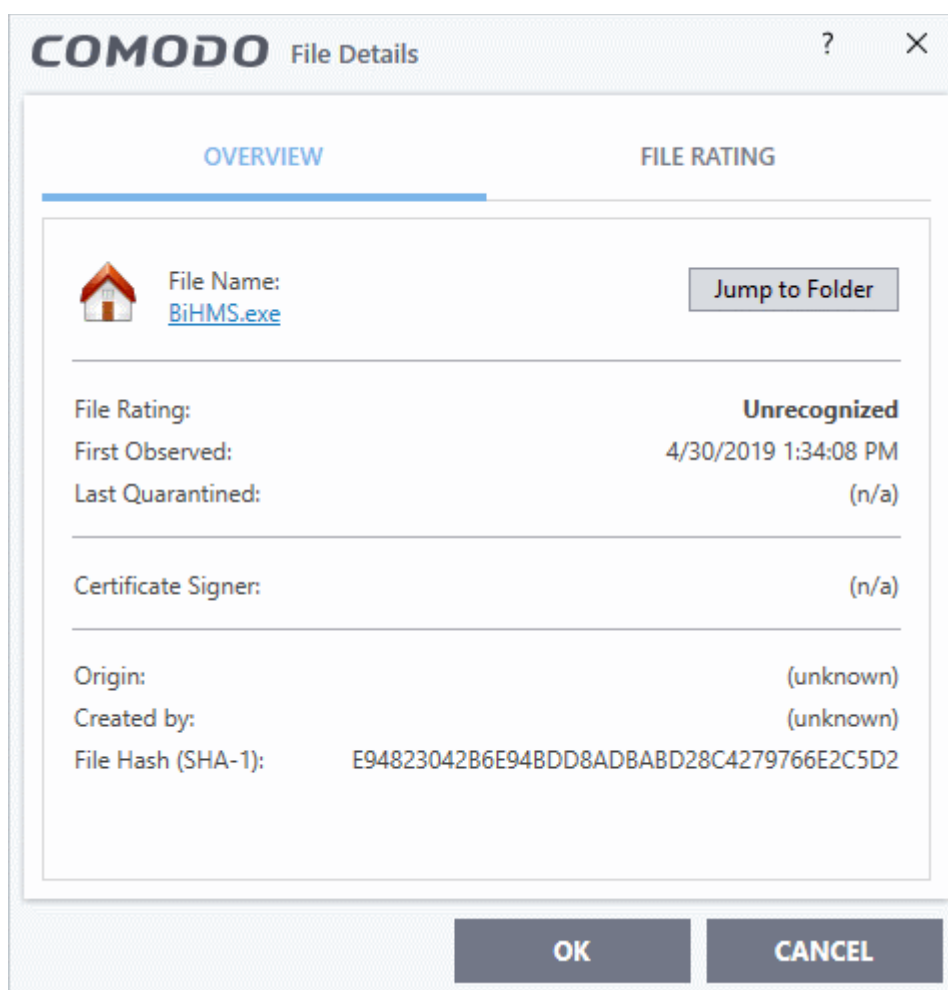 COMODO File Details ?
OVERVIEW FILE RATING
File Name:
BiHMS.exe
Jump to Folder
File Rating: Unrecognized
First Observed: 4/30/2019 1:34:08 PM
Last Quarantined: (n/a)
Certificate Signer: (n/a)
Origin: (unknown)
Created by: (unknown)
File Hash (SHA-1): E94823042B6E94BDD8ADBABD28C4279766E2C5D2
OK CANCEL